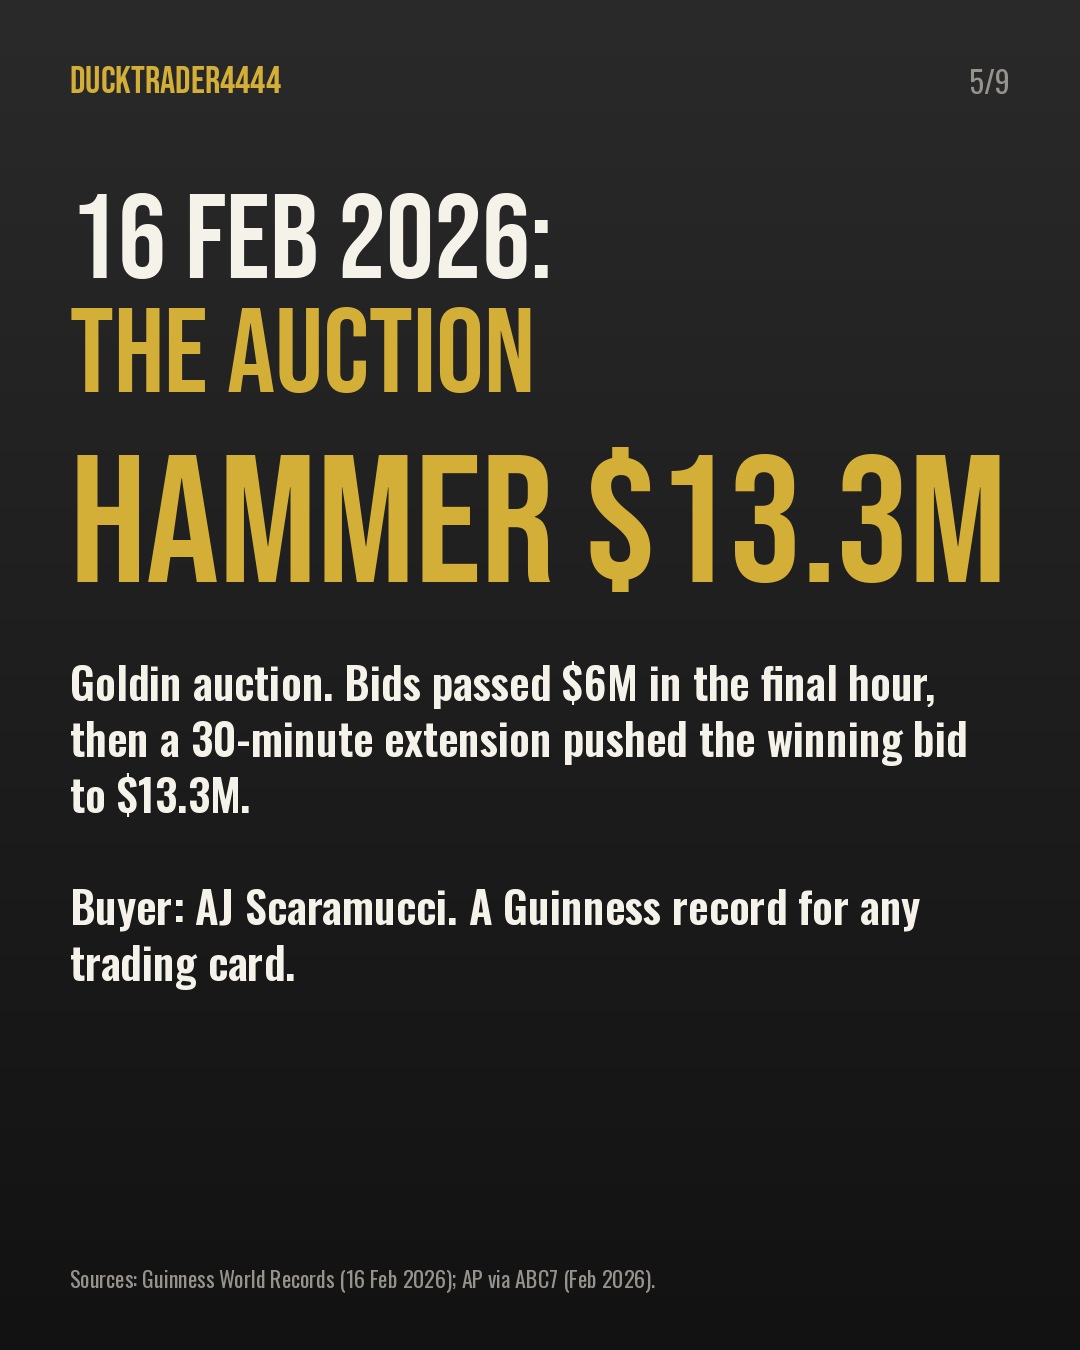 DUCKTRADER4444
5/9
16 FEB 2026:
THE AUCTION
HAMMER $13.3M
Goldin auction. Bids passed $6M in the final hour,
then a 30-minute extension pushed the winning bid
to $13.3M.
Buyer: AJ Scaramucci. A Guinness record for any
trading card.
Sources: Guinness World Records (16 Feb 2026); AP via ABC7 (Feb 2026).